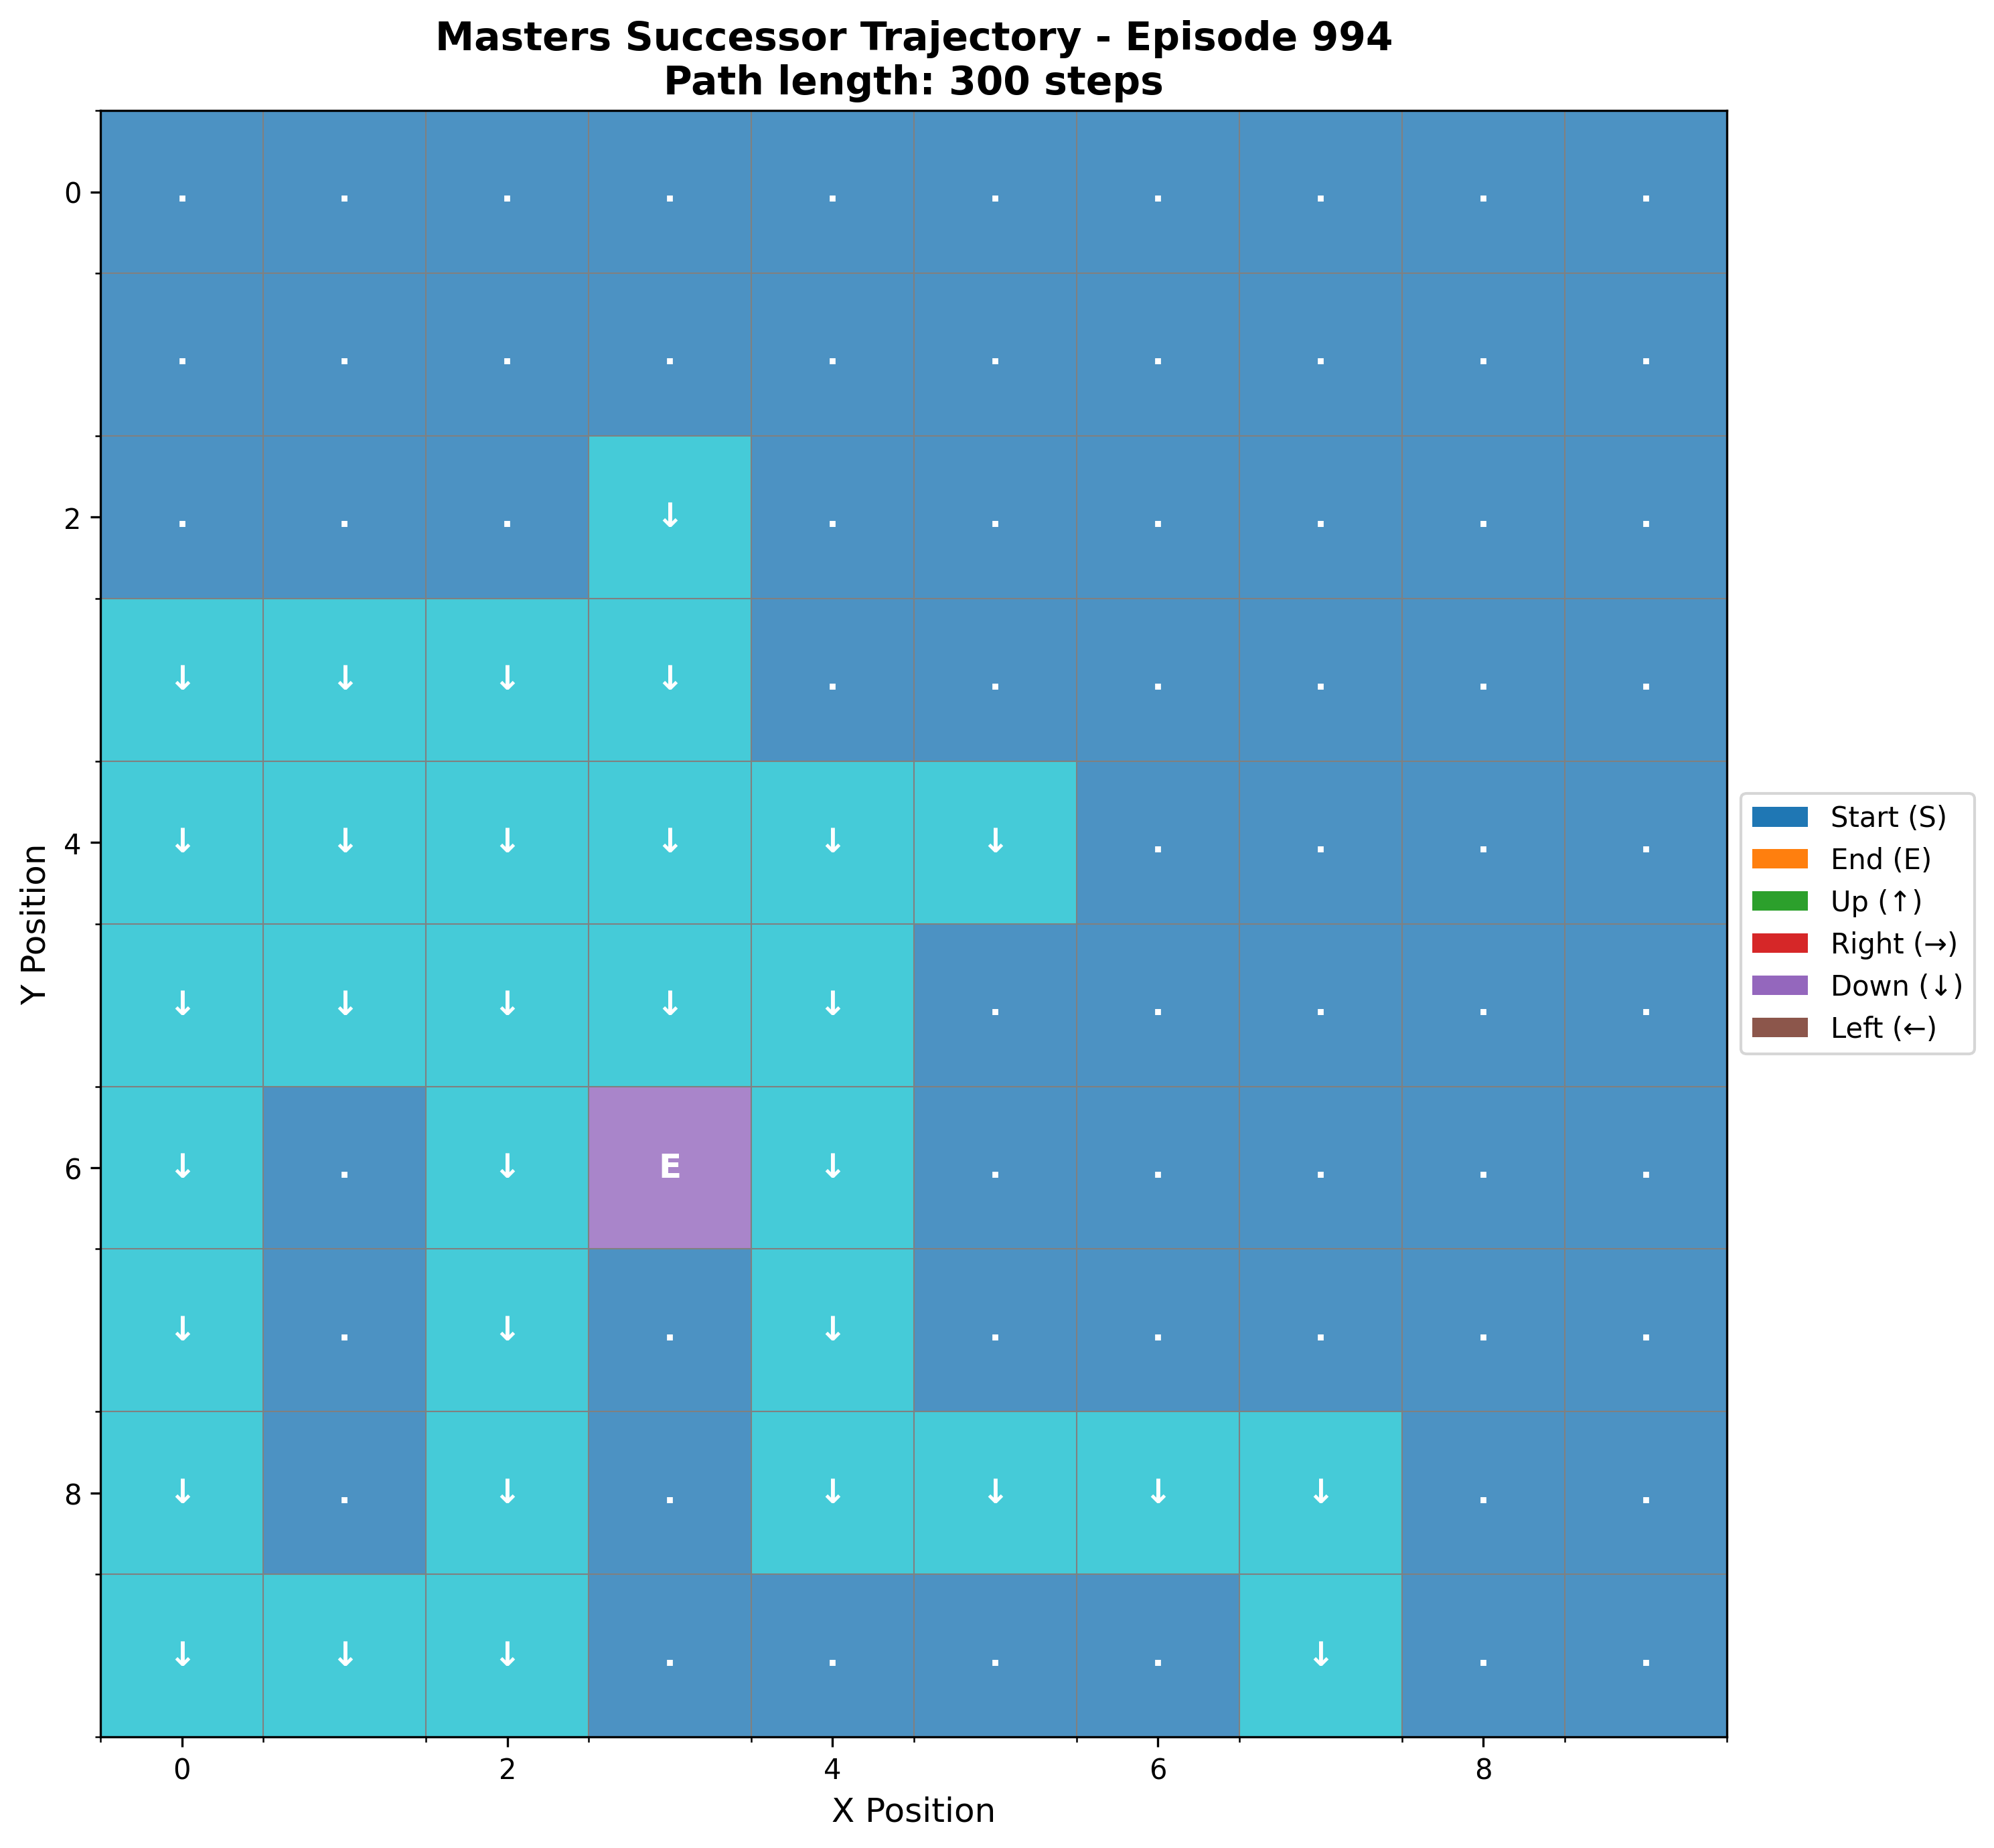 Masters Successor Trajectory - Episode 994
Path length: 300 steps
0 . . . . . . . . . .
. . . . . . . . . .
2 . . . ↓ . . . . . .
↓ ↓ ↓ ↓ . . . . . .
4 ↓ ↓ ↓ ↓ ↓ ↓ . . . .
↓ ↓ ↓ ↓ ↓ . . . . .
6 ↓ . ↓ E ↓ . . . . .
↓ . ↓ . ↓ . . . . .
8 ↓ . ↓ . ↓ ↓ ↓ ↓ . .
↓ ↓ ↓ . . . . ↓ . .
0 2 4 6 8
X Position
Y Position
Start (S)
End (E)
Up (↑)
Right (→)
Down (↓)
Left (←)